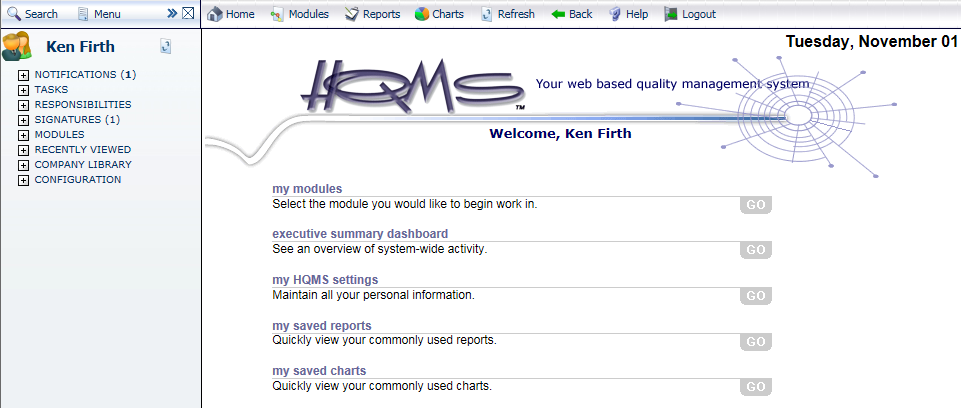 Search Menu
Home Modules Reports Charts Refresh Back Help Logout
Ken Firth
NOTIFICATIONS (1)
TASKS
RESPONSIBILITIES
SIGNATURES (1)
MODULES
RECENTLY VIEWED
COMPANY LIBRARY
CONFIGURATION
Tuesday, November 01
HQMS™
Your web based quality management system
Welcome, Ken Firth
my modules
Select the module you would like to begin work in.
GO
executive summary dashboard
See an overview of system-wide activity.
GO
my HQMS settings
Maintain all your personal information.
GO
my saved reports
Quickly view your commonly used reports.
GO
my saved charts
Quickly view your commonly used charts.
GO